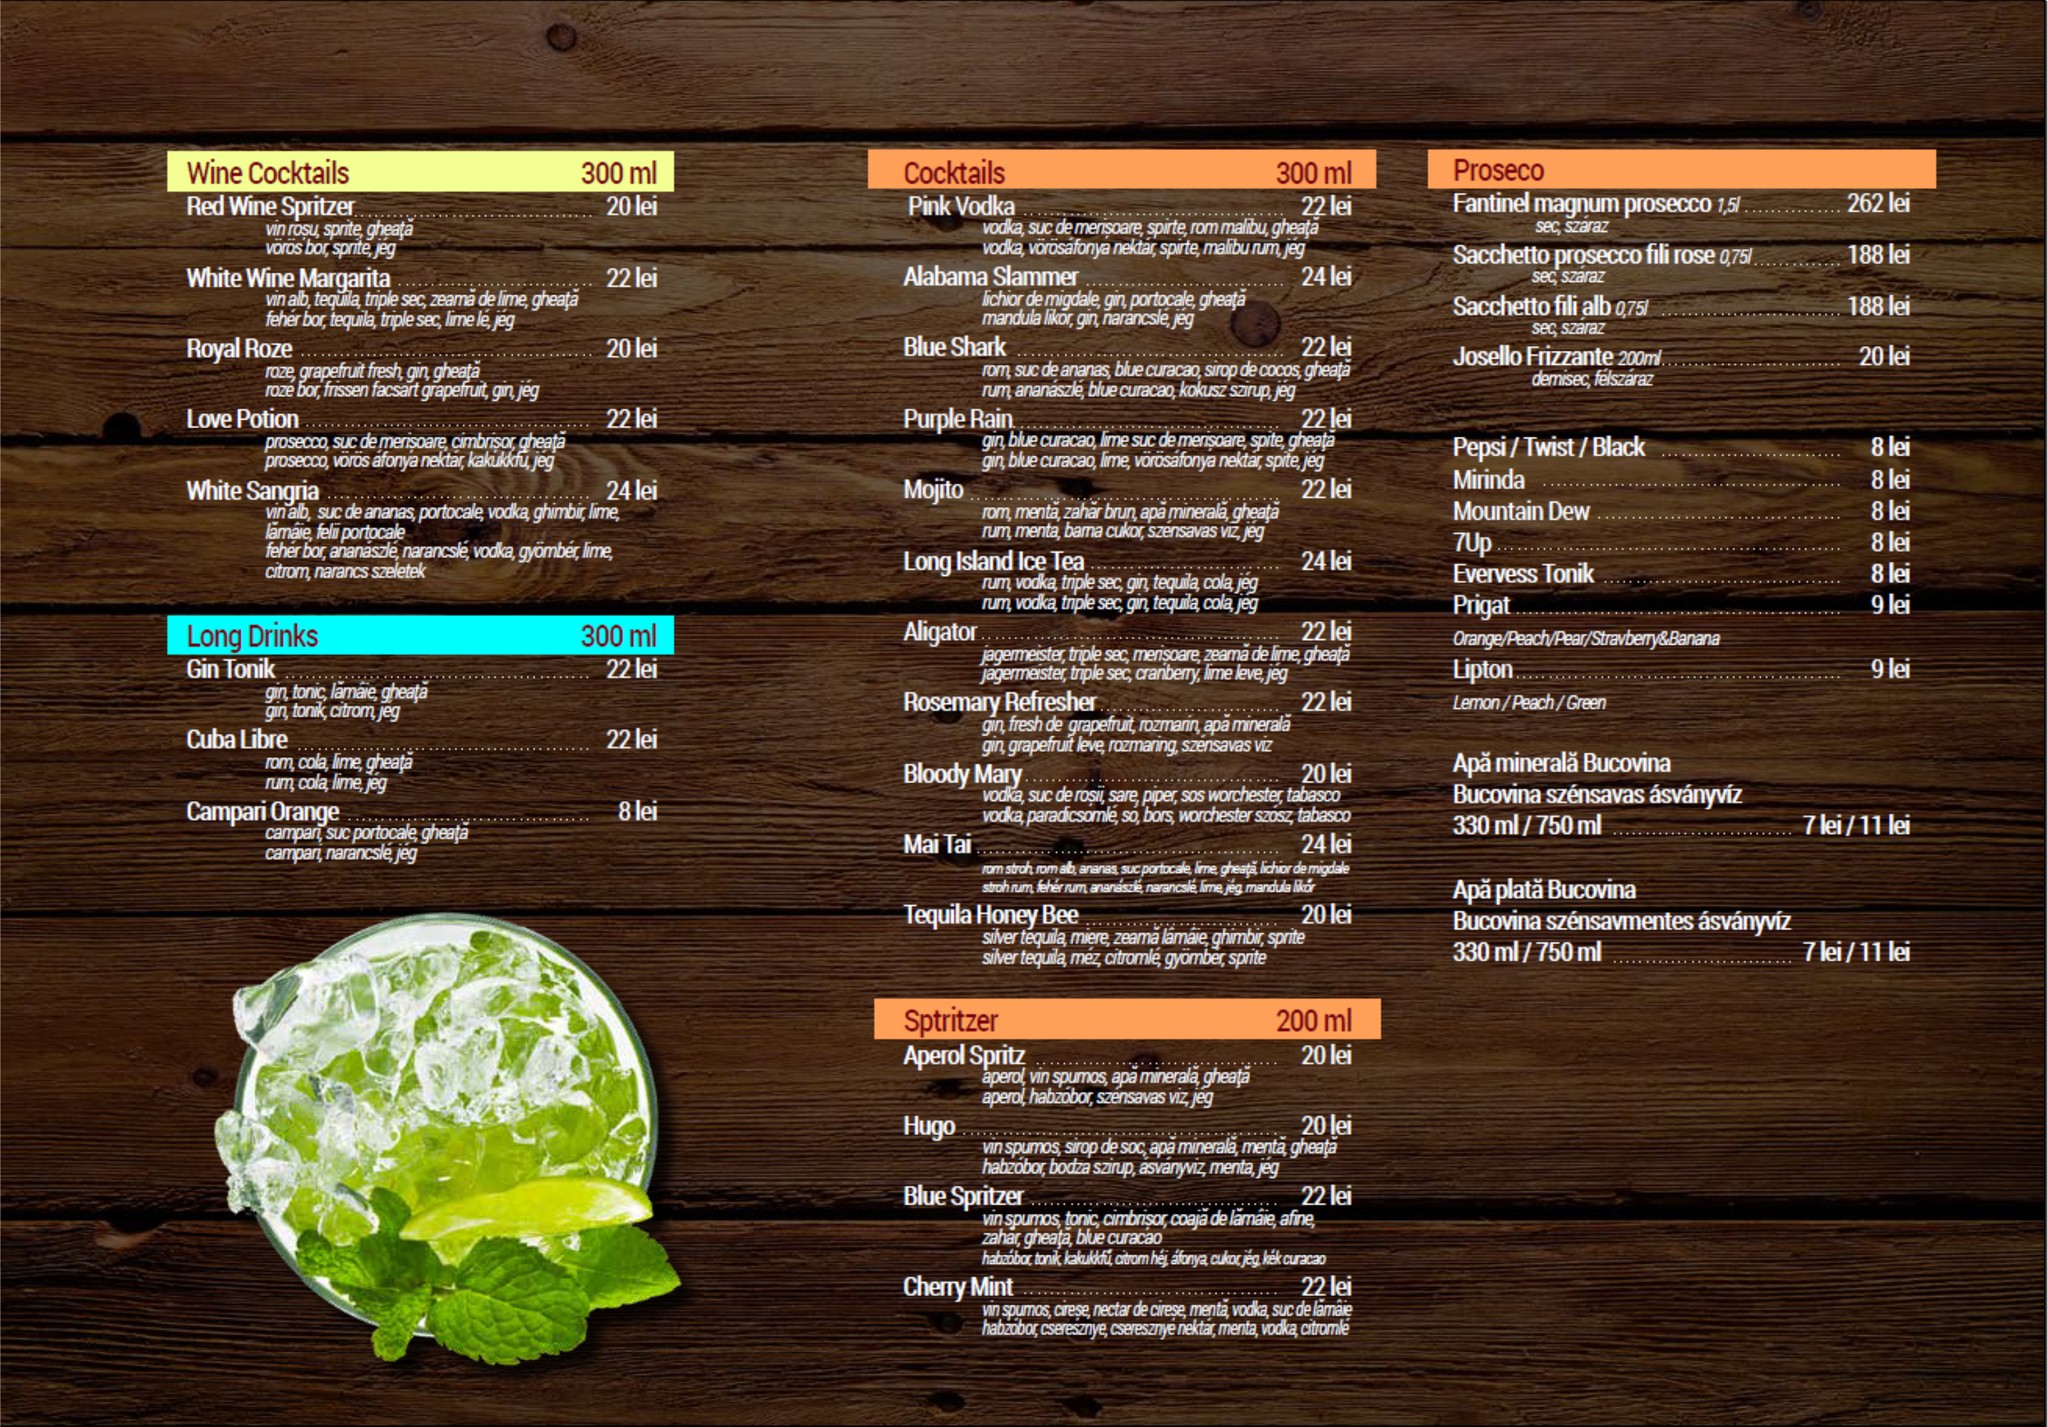 Wine Cocktails 300 ml
Red Wine Spritzer 20 lei
vin roșu, sprite, gheaţă
vörös bor, sprite, jég
White Wine Margarita 22 lei
vin alb, tequila, triple sec, zeamă de lime, gheaţă
fehér bor, tequila, triple sec, lime lé, jég
Royal Roze 20 lei
roze, grapefruit fresh, gin, gheaţă
rozé bor, frissen facsart grapefruit, gin, jég
Love Potion 22 lei
prosecco, suc de merișoare, cimbrișor, gheaţă
prosecco, vörös áfonya nektár, kakukkfű, jég
White Sangria 24 lei
vin alb, suc de ananas, portocale, vodka, ghimbir, lime,
lămâie, felii portocale
fehér bor, ananászlé, narancslé, vodka, gyömbér, lime,
citrom, narancs szeletek
Long Drinks 300 ml
Gin Tonik 22 lei
gin, tonic, lămâie, gheaţă
gin, tonik, citrom, jég
Cuba Libre 22 lei
rom, cola, lime, gheaţă
rum, cola, lime, jég
Campari Orange 8 lei
campari, suc portocale, gheaţă
campari, narancslé, jég
Cocktails 300 ml
Pink Vodka 22 lei
vodka, suc de merișoare, spirte, rom malibu, gheaţă
vodka, vörösáfonya nektár, spirte, malibu rum, jég
Alabama Slammer 24 lei
lichior de migdale, gin, portocale, gheaţă
mandula likőr, gin, narancslé, jég
Blue Shark 22 lei
rom, suc de ananas, blue curacao, sirop de cocos, gheaţă
rum, ananászlé, blue curacao, kokusz szirup, jég
Purple Rain 22 lei
gin, blue curacao, lime suc de merișoare, spite, gheaţă
gin, blue curacao, lime, vörösáfonya nektár, spite, jég
Mojito 22 lei
rom, mentă, zahăr brun, apă minerală, gheaţă
rum, menta, barna cukor, szénsavas viz, jég
Long Island Ice Tea 24 lei
rum, vodka, triple sec, gin, tequila, cola, jég
rum, vodka, triple sec, gin, tequila, cola, jég
Aligator 22 lei
jagermeister, triple sec, merișoare, zeamă de lime, gheaţă
jagermeister, triple sec, cranberry, lime leve, jég
Rosemary Refresher 22 lei
gin, fresh de grapefruit, rozmarin, apă minerală
gin, grapefruit leve, rozmaring, szénsavas viz
Bloody Mary 20 lei
vodka, suc de roșii, sare, piper, sos worchester, tabasco
vodka, paradicsomlé, so, bors, worchester szósz, tabasco
Mai Tai 24 lei
rom stroh, rom alb, ananas, suc portocale, lime, gheaţă, lichior de migdale
stroh rum, fehér rum, ananászlé, narancslé, lime, jég, mandula likőr
Tequila Honey Bee 20 lei
silver tequila, miere, zeamă lămâie, ghimbir, sprite
silver tequila, méz, citromlé, gyömbér, sprite
Sptritzer 200 ml
Aperol Spritz 20 lei
aperol, vin spumos, apă minerală, gheaţă
aperol, habzóbor, szénsavas viz, jég
Hugo 20 lei
vin spumos, sirop de soc, apă minerală, mentă, gheaţă
habzóbor, bodza szirup, ásványviz, menta, jég
Blue Spritzer 22 lei
vin spumos, tonic, cimbrișor, coajă de lămâie, afine,
zahăr, gheaţă, blue curacao
habzóbor, tonik, kakukkfű, citrom héj, áfonya, cukor, jég, kék curacao
Cherry Mint 22 lei
vin spumos, cireșe, nectar de cireșe, mentă, vodka, suc de lămâie
habzóbor, cseresznye, cseresznye nektár, menta, vodka, citromlé
Proseco
Fantinel magnum prosecco 1,5l 262 lei
sec, száraz
Sacchetto prosecco fili rose 0,75l 188 lei
sec, száraz
Sacchetto fili alb 0,75l 188 lei
sec, száraz
Josello Frizzante 200ml 20 lei
demisec, félszáraz
Pepsi / Twist / Black 8 lei
Mirinda 8 lei
Mountain Dew 8 lei
7Up 8 lei
Evervess Tonik 8 lei
Prigat 9 lei
Orange/Peach/Pear/Stravberry&Banana
Lipton 9 lei
Lemon / Peach / Green
Apă minerală Bucovina
Bucovina szénsavas ásványvíz
330 ml / 750 ml 7 lei / 11 lei
Apă plată Bucovina
Bucovina szénsavmentes ásványvíz
330 ml / 750 ml 7 lei / 11 lei